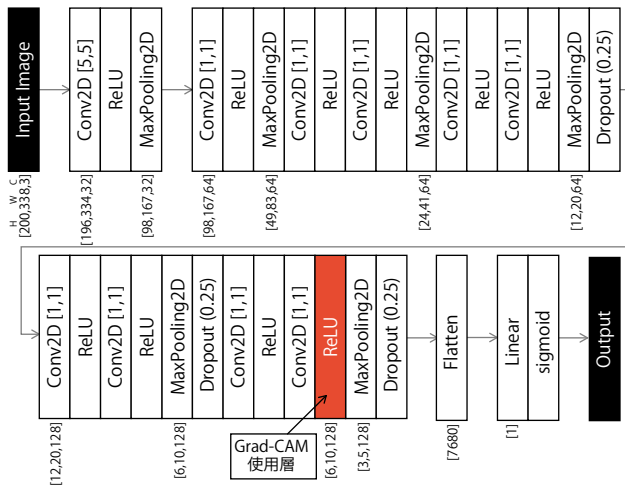 Input Image
H W C
[200,338,3]
Conv2D [5,5]
ReLU
MaxPooling2D
[196,334,32]
[98,167,32]
Conv2D [1,1]
ReLU
MaxPooling2D
Conv2D [1,1]
ReLU
Conv2D [1,1]
ReLU
MaxPooling2D
Conv2D [1,1]
ReLU
Conv2D [1,1]
ReLU
MaxPooling2D
Dropout (0.25)
[98,167,64]
[49,83,64]
[24,41,64]
[12,20,64]
Conv2D [1,1]
ReLU
Conv2D [1,1]
ReLU
MaxPooling2D
Dropout (0.25)
Conv2D [1,1]
ReLU
Conv2D [1,1]
ReLU
MaxPooling2D
Dropout (0.25)
[12,20,128]
[6,10,128]
[6,10,128]
[3,5,128]
Grad-CAM
使用層
Flatten
[7680]
Linear
sigmoid
[1]
Output